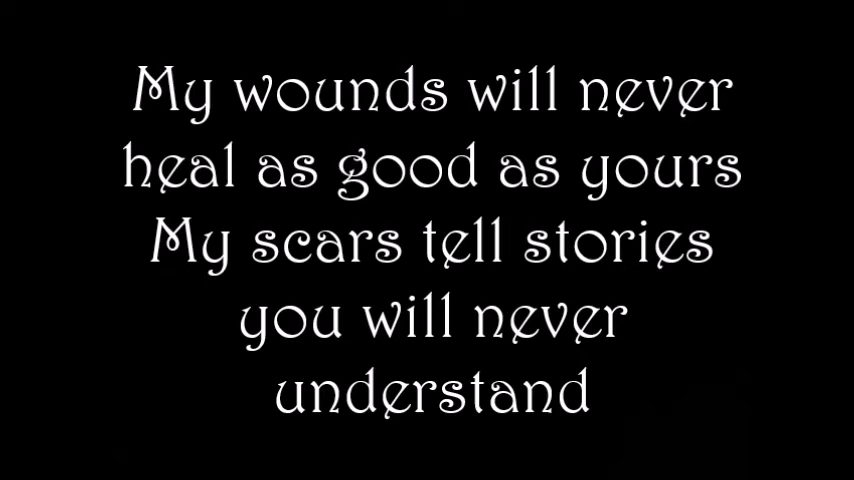 My wounds will never
heal as good as yours
My scars tell stories
you will never
understand